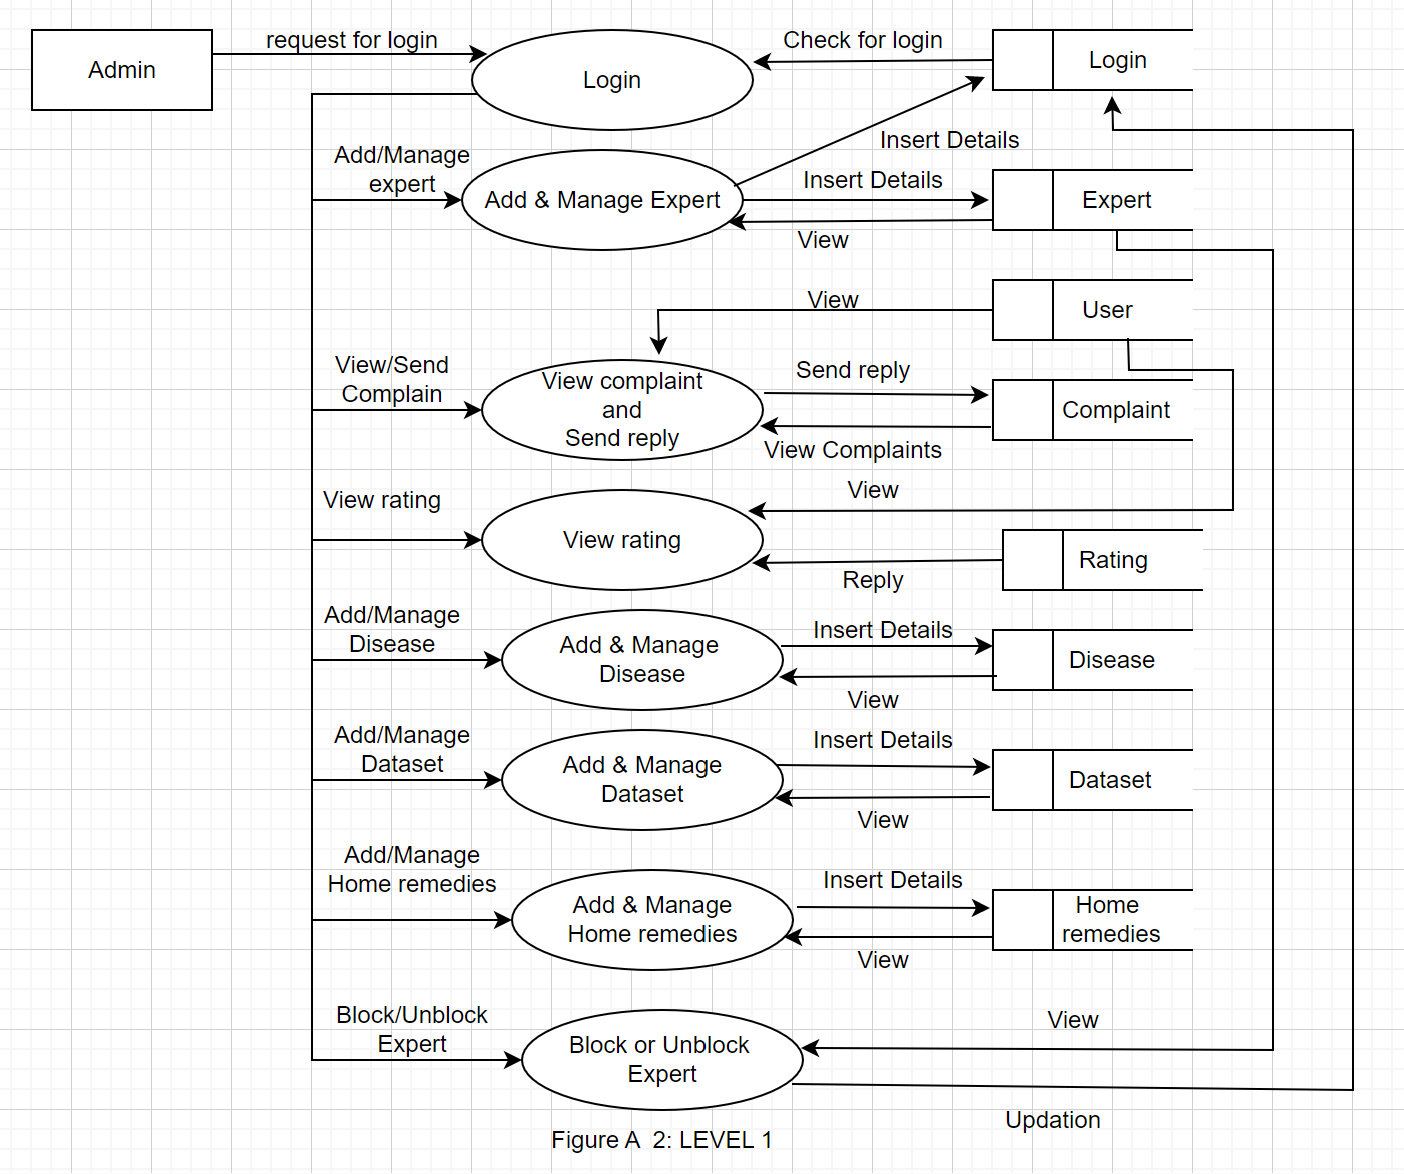 Admin
request for login
Login
Check for login
Login
Insert Details
Add/Manage
expert
Add & Manage Expert
Insert Details
Expert
View
View
User
View/Send
Complain
View complaint
and
Send reply
Send reply
Complaint
View Complaints
View rating
View
View rating
Rating
Reply
Add/Manage
Disease
Add & Manage
Disease
Insert Details
Disease
View
Add/Manage
Dataset
Add & Manage
Dataset
Insert Details
Dataset
View
Add/Manage
Home remedies
Add & Manage
Home remedies
Insert Details
Home
remedies
View
Block/Unblock
Expert
Block or Unblock
Expert
View
Updation
Figure A  2: LEVEL 1